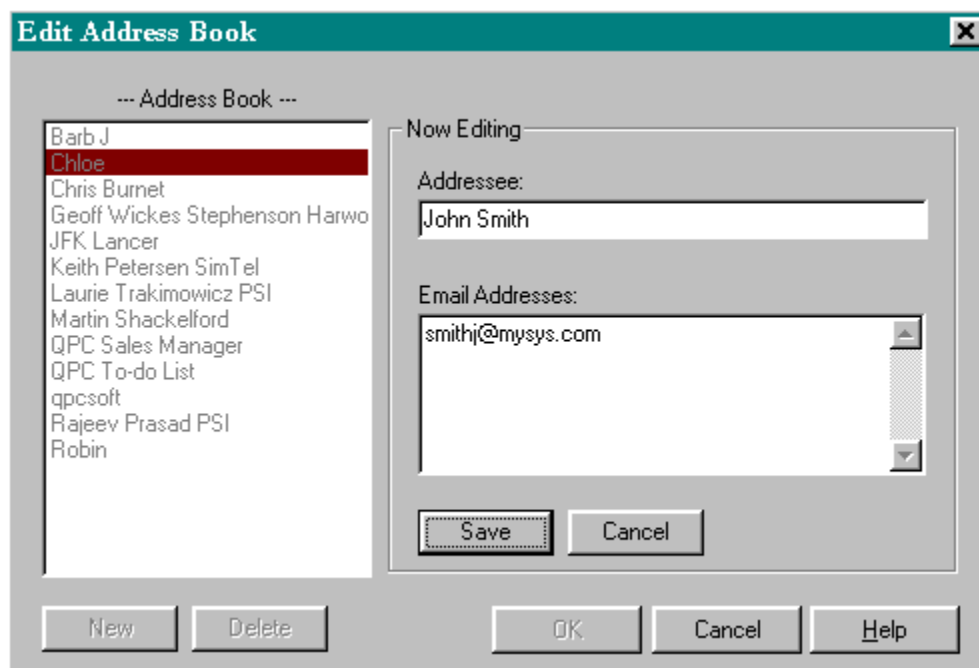 Edit Address Book
--- Address Book ---
Barb J
Chloe
Chris Burnet
Geoff Wickes Stephenson Harwo
JFK Lancer
Keith Petersen SimTel
Laurie Trakimowicz PSI
Martin Shackelford
QPC Sales Manager
QPC To-do List
qpcsoft
Rajeev Prasad PSI
Robin
Now Editing
Addressee:
John Smith
Email Addresses:
smithj@mysys.com
Save Cancel
New Delete OK Cancel Help